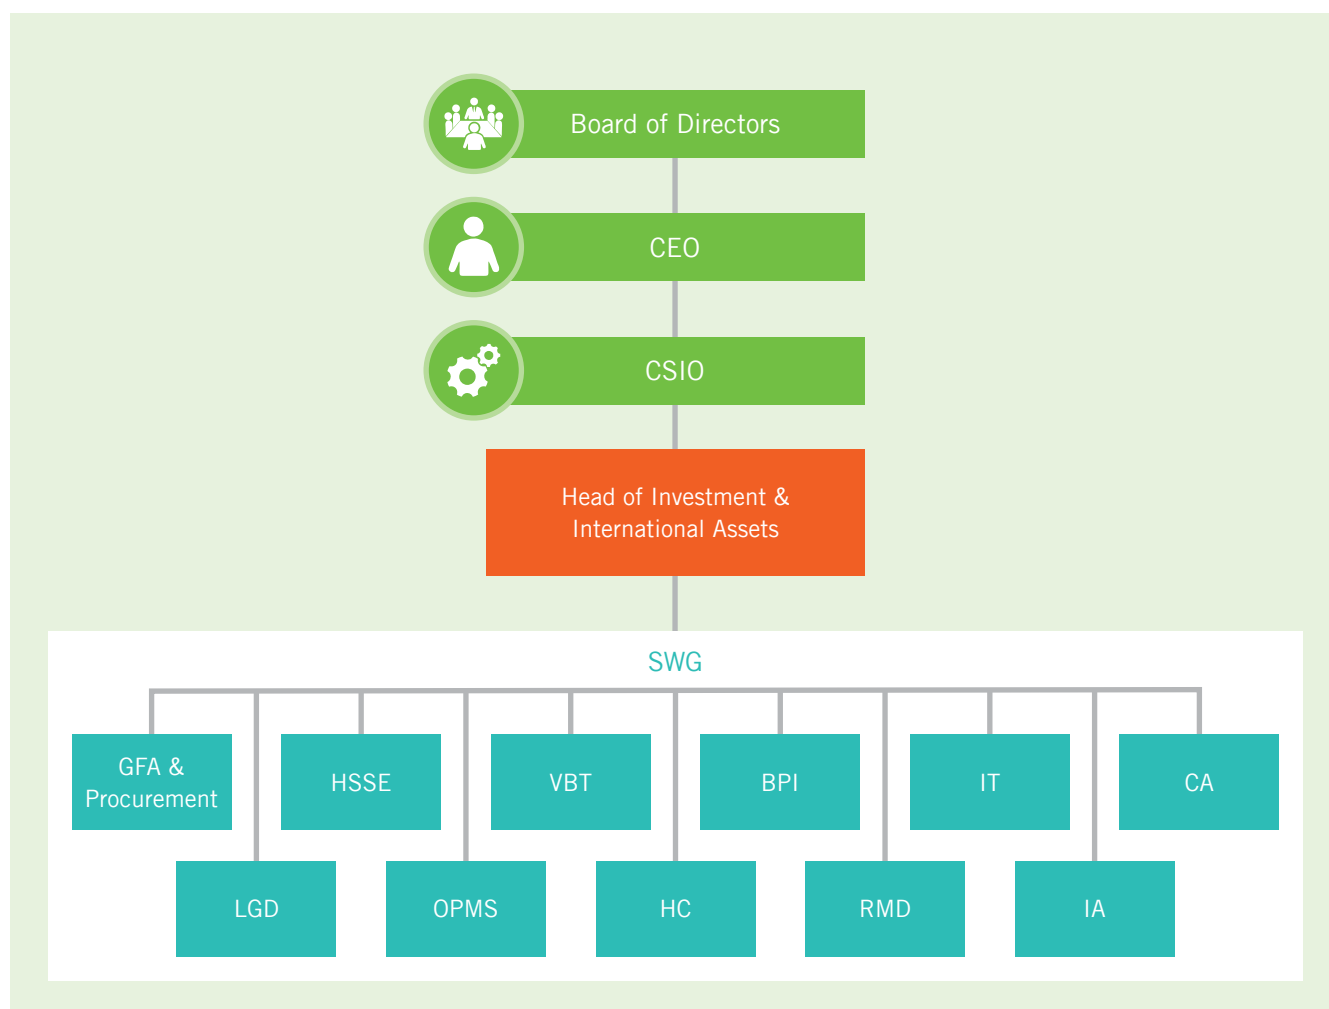 Board of Directors
CEO
CSIO
Head of Investment &
International Assets
SWG
GFA &
Procurement
HSSE
VBT
BPI
IT
CA
LGD
OPMS
HC
RMD
IA